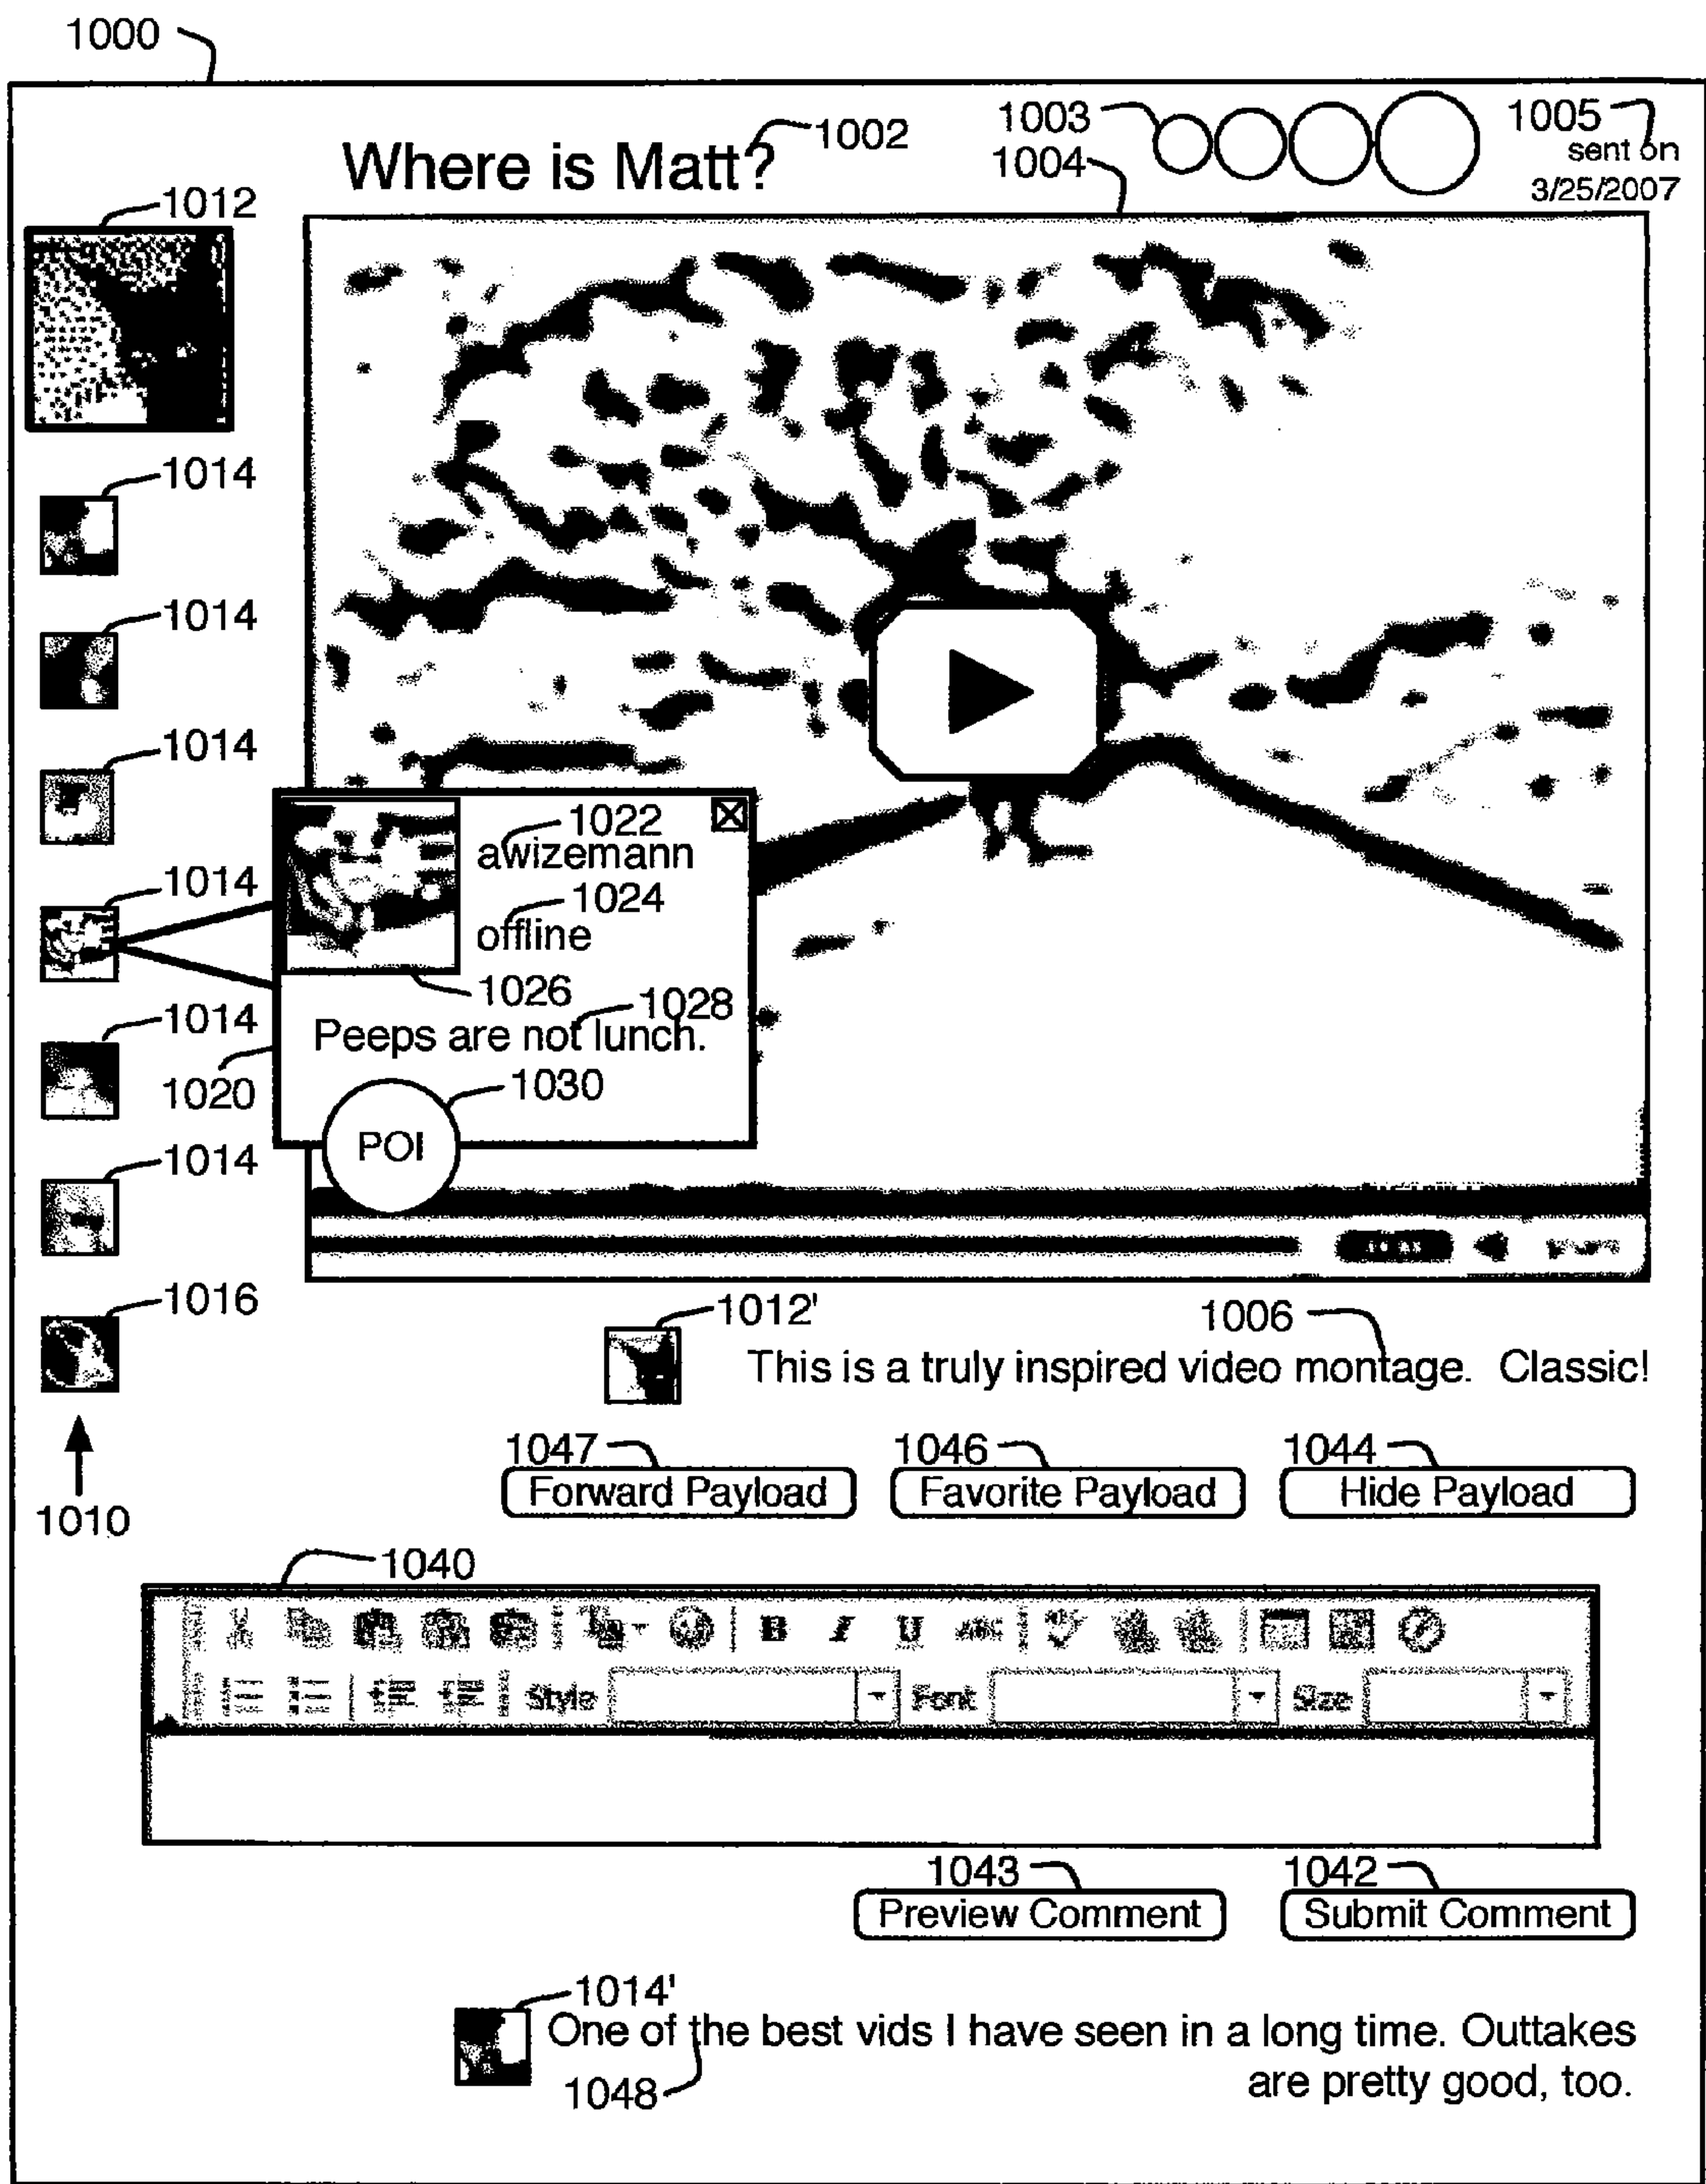 1000
1003
1005
Where is Matt?
1002
1004
sent on
3/25/2007
1012
1014
1014
1014
1022
awizemann
1014
1024
offline
1026
1028
Peeps are not lunch.
1014
1020
1030
POI
1014
1016
1012'
1006
This is a truly inspired video montage. Classic!
1047
1046
1044
Forward Payload
Favorite Payload
Hide Payload
1010
1040
B I U ABC
Style
Font
Size
1043
1042
Preview Comment
Submit Comment
1014'
One of the best vids I have seen in a long time. Outtakes
are pretty good, too.
1048